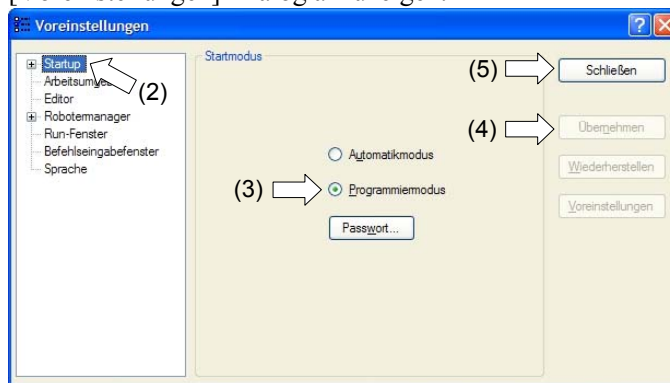 Voreinstellungen
Startup
(2)
Editor
Robotermanager
Run-Fenster
Befehlseingabefenster
Sprache
Startmodus
Automatikmodus
(3)
Programmiermodus
Passwort...
(5)
Schließen
(4)
Übernehmen
Wiederherstellen
Voreinstellungen